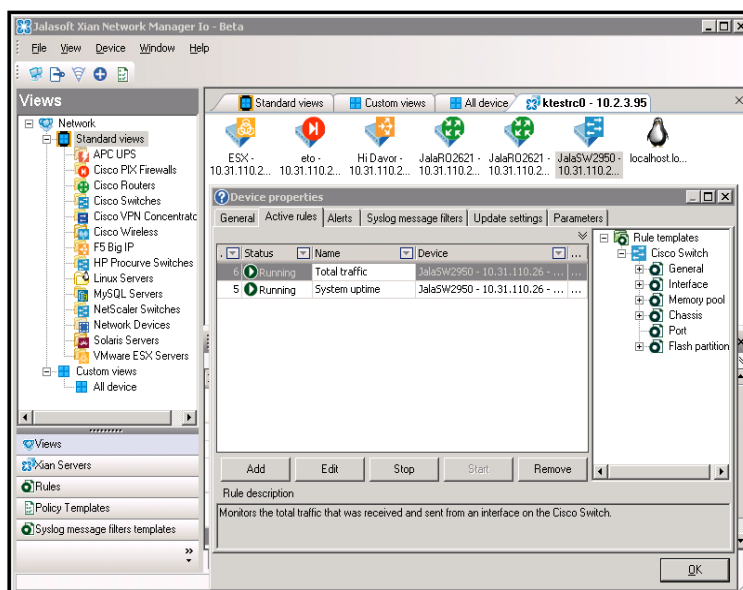 Jalasoft Xian Network Manager Io - Beta
File View Device Window Help
Views
Network
Standard views
APC UPS
Cisco PIX Firewalls
Cisco Routers
Cisco Switches
Cisco VPN Concentratc
Cisco Wireless
F5 Big IP
HP Procurve Switches
Linux Servers
MySQL Servers
NetScaler Switches
Network Devices
Solaris Servers
VMware ESX Servers
Custom views
All device
Views
Xian Servers
Rules
Policy Templates
Syslog message filters templates
Standard views Custom views All device ktestrc0 - 10.2.3.95
ESX - eto - Hi Davor - JalaRO2621 - JalaRO2621 - JalaSW2950 - localhost.lo...
10.31.110.2... 10.31.110.2... 10.31.110.2... 10.31.110.2... 10.31.110.2... 10.31.110.2...
Device properties
General Active rules Alerts Syslog message filters Update settings Parameters
. Status Name Device ...
6 Running Total traffic JalaSW2950 - 10.31.110.26 - ... ...
5 Running System uptime JalaSW2950 - 10.31.110.26 - ... ...
Rule templates
Cisco Switch
General
Interface
Memory pool
Chassis
Port
Flash partition
Add Edit Stop Start Remove
Rule description
Monitors the total traffic that was received and sent from an interface on the Cisco Switch.
OK